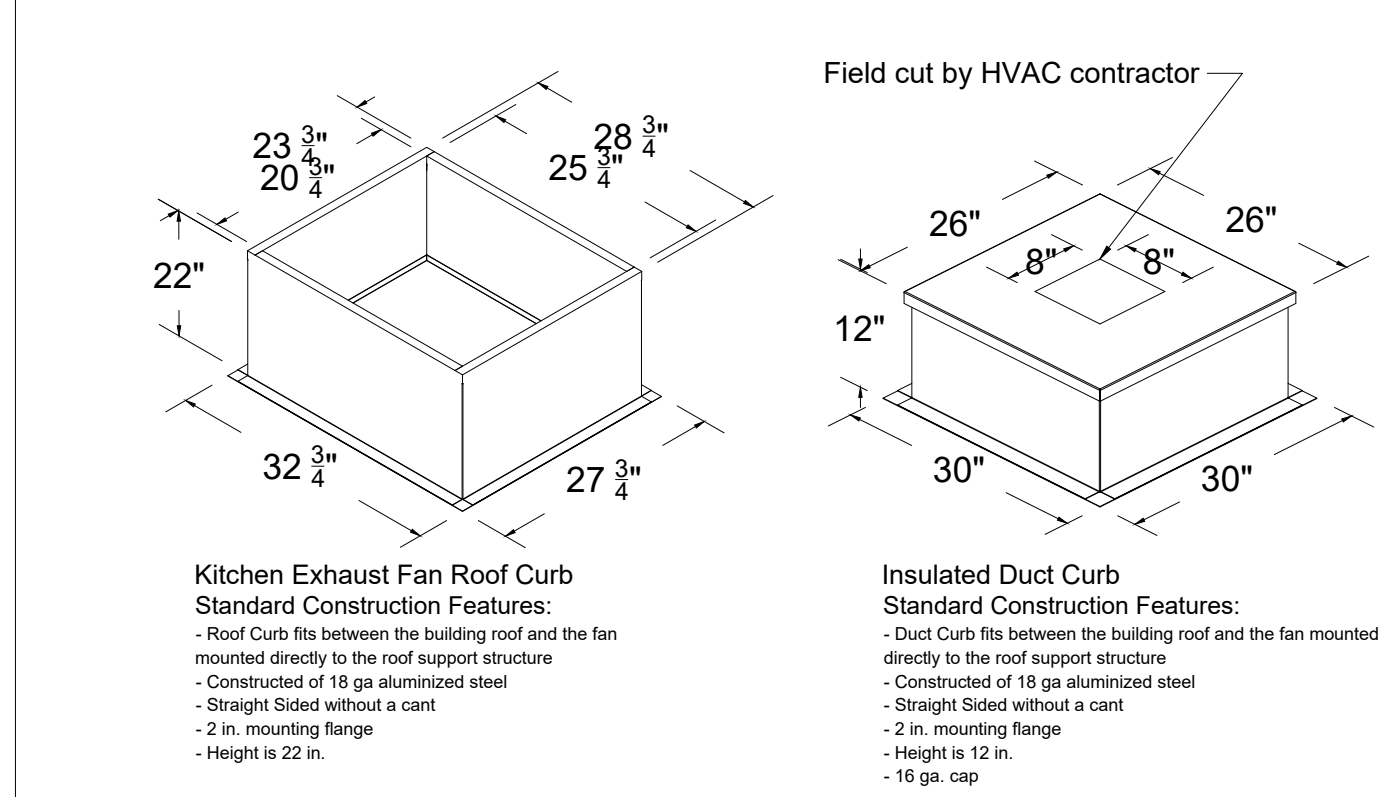 Field cut by HVAC contractor
23 3/4"
20 3/4"
28 3/4"
25 3/4"
22"
32 3/4"
27 3/4"
26"
26"
8"
8"
12"
30"
30"
Kitchen Exhaust Fan Roof Curb
Standard Construction Features:
- Roof Curb fits between the building roof and the fan
mounted directly to the roof support structure
- Constructed of 18 ga aluminized steel
- Straight Sided without a cant
- 2 in. mounting flange
- Height is 22 in.
Insulated Duct Curb
Standard Construction Features:
- Duct Curb fits between the building roof and the fan mounted
directly to the roof support structure
- Constructed of 18 ga aluminized steel
- Straight Sided without a cant
- 2 in. mounting flange
- Height is 12 in.
- 16 ga. cap